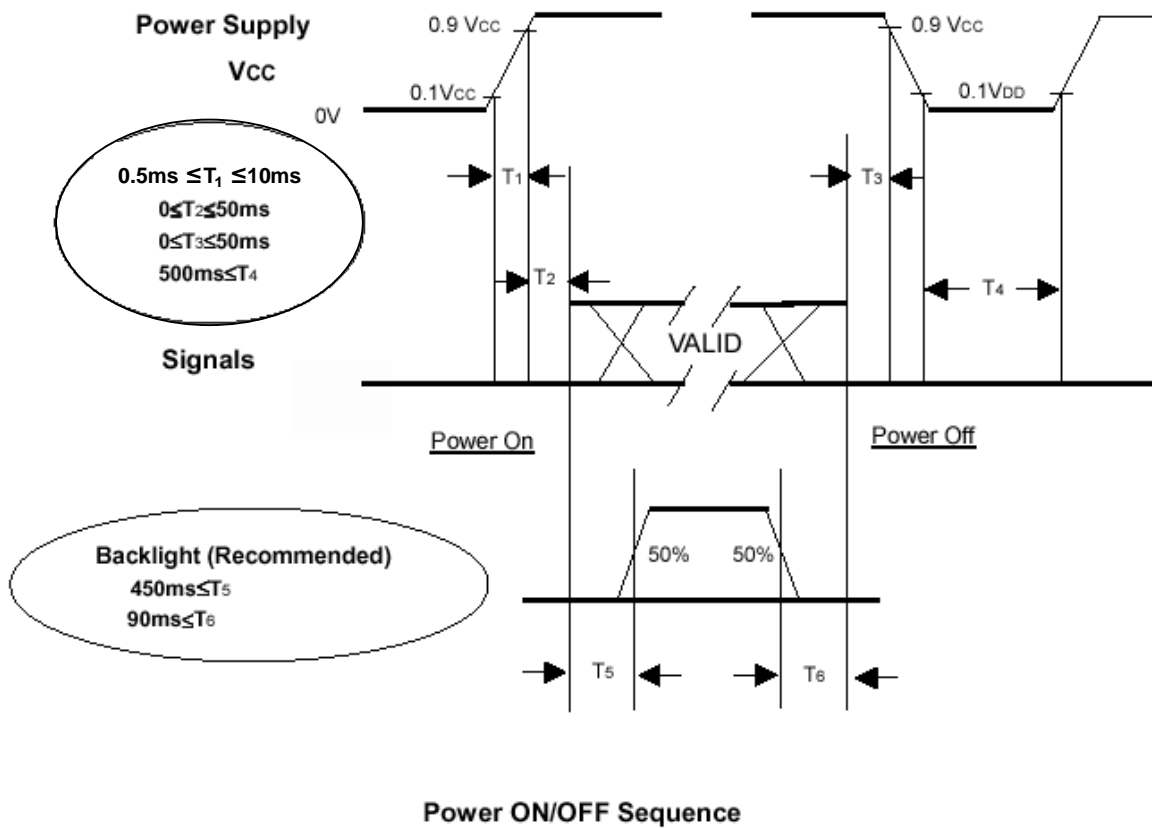 Power Supply
Vcc
0V
0.1Vcc
0.9 Vcc
0.9 Vcc
0.1VDD
0.5ms ≤T1 ≤10ms
0≤T2≤50ms
0≤T3≤50ms
500ms≤T4
T1
T3
T2
T4
Signals
VALID
Power On
Power Off
Backlight (Recommended)
450ms≤T5
90ms≤T6
50%
50%
T5
T6
Power ON/OFF Sequence